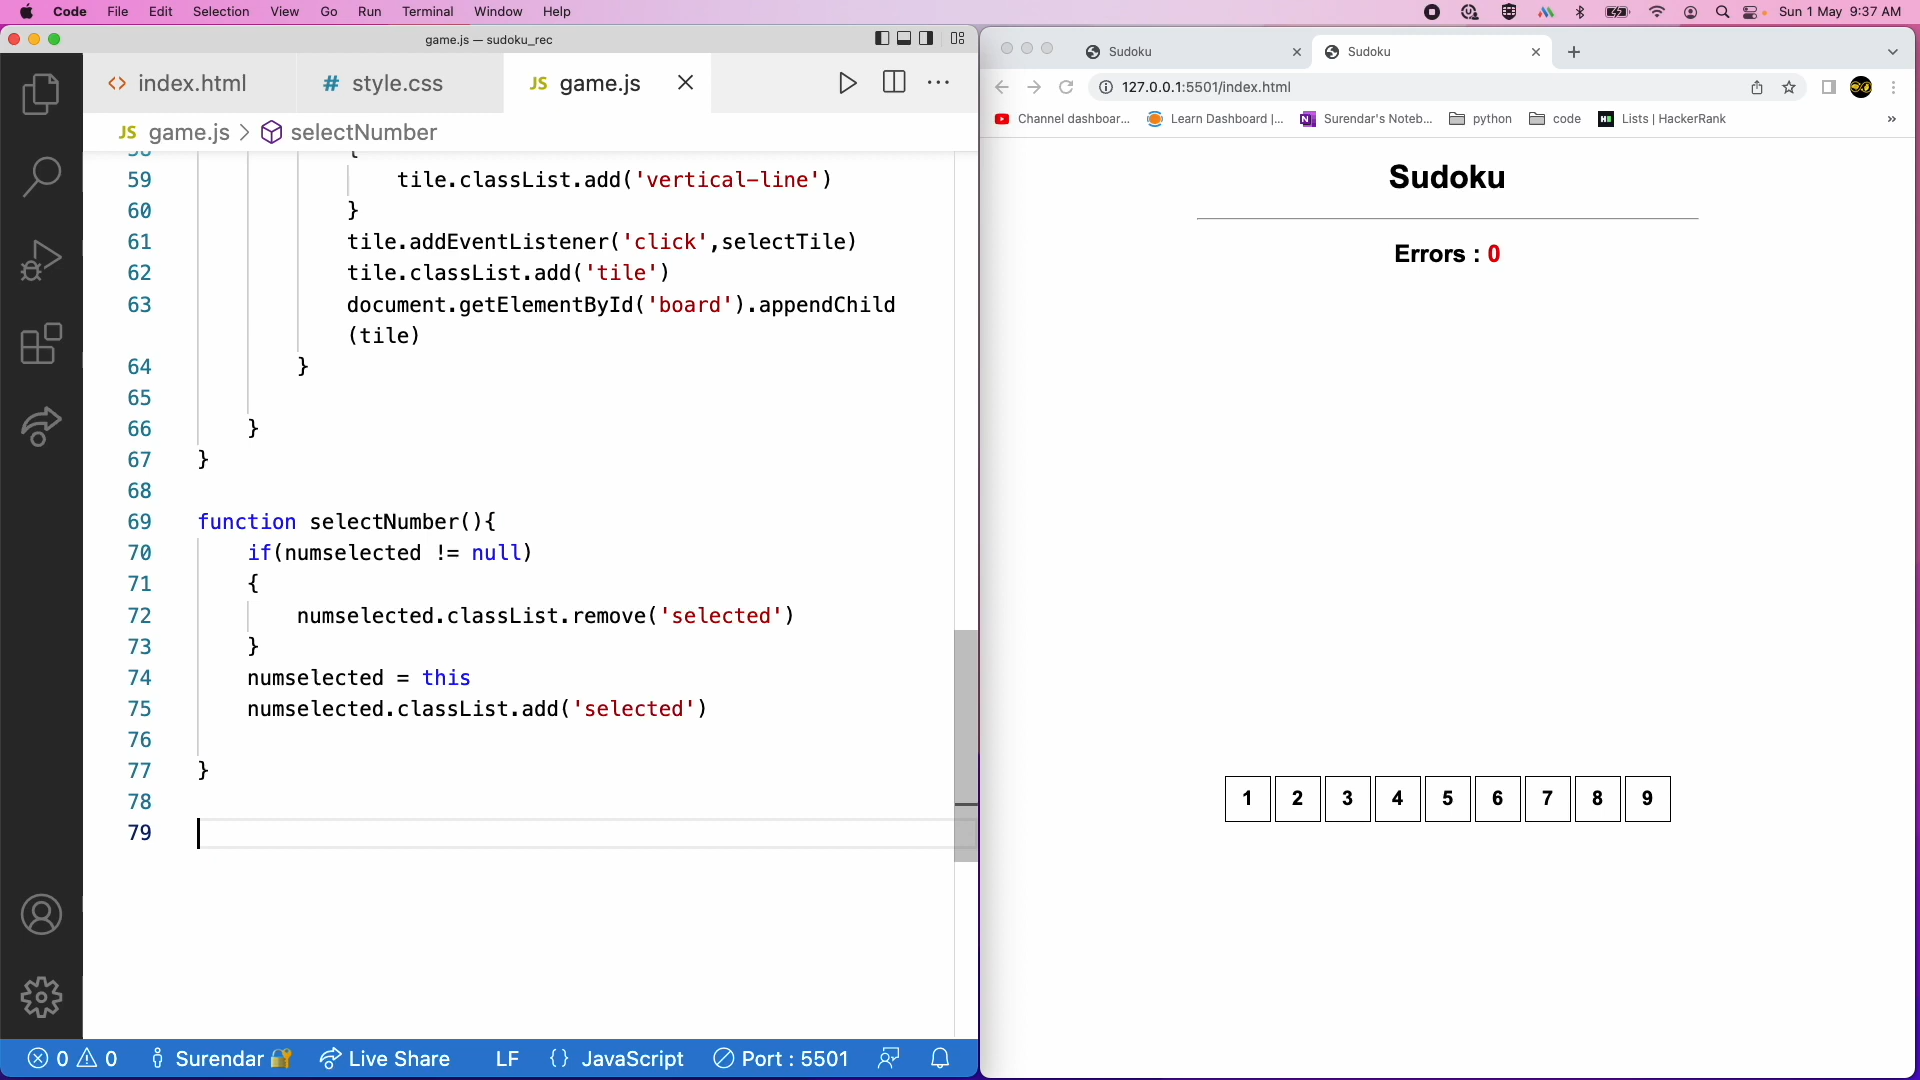 Code File Edit Selection View Go Run Terminal Window Help
Sun 1 May 9:37 AM
game.js — sudoku_rec
index.html
# style.css
JS game.js
JS game.js > selectNumber
58 {
59 tile.classList.add('vertical-line')
60 }
61 tile.addEventListener('click',selectTile)
62 tile.classList.add('tile')
63 document.getElementById('board').appendChild
(tile)
64 }
65
66 }
67 }
68
69 function selectNumber(){
70 if(numselected != null)
71 {
72 numselected.classList.remove('selected')
73 }
74 numselected = this
75 numselected.classList.add('selected')
76
77 }
78
79
0 0 Surendar Live Share LF {} JavaScript Port : 5501
Sudoku Sudoku
127.0.0.1:5501/index.html
Channel dashboar... Learn Dashboard |... Surendar's Noteb... python code Lists | HackerRank »
Sudoku
Errors : 0
1 2 3 4 5 6 7 8 9